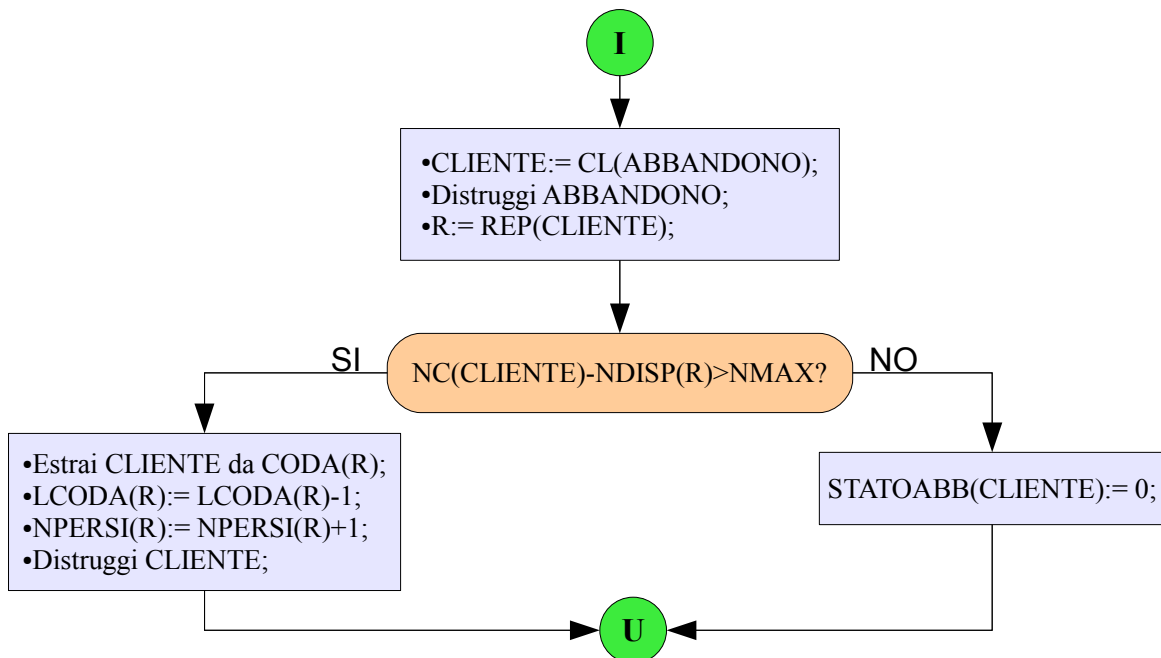 I
•CLIENTE:= CL(ABBANDONO);
•Distruggi ABBANDONO;
•R:= REP(CLIENTE);
SI
NC(CLIENTE)-NDISP(R)>NMAX?
NO
•Estrai CLIENTE da CODA(R);
•LCODA(R):= LCODA(R)-1;
•NPERSI(R):= NPERSI(R)+1;
•Distruggi CLIENTE;
STATOABB(CLIENTE):= 0;
U